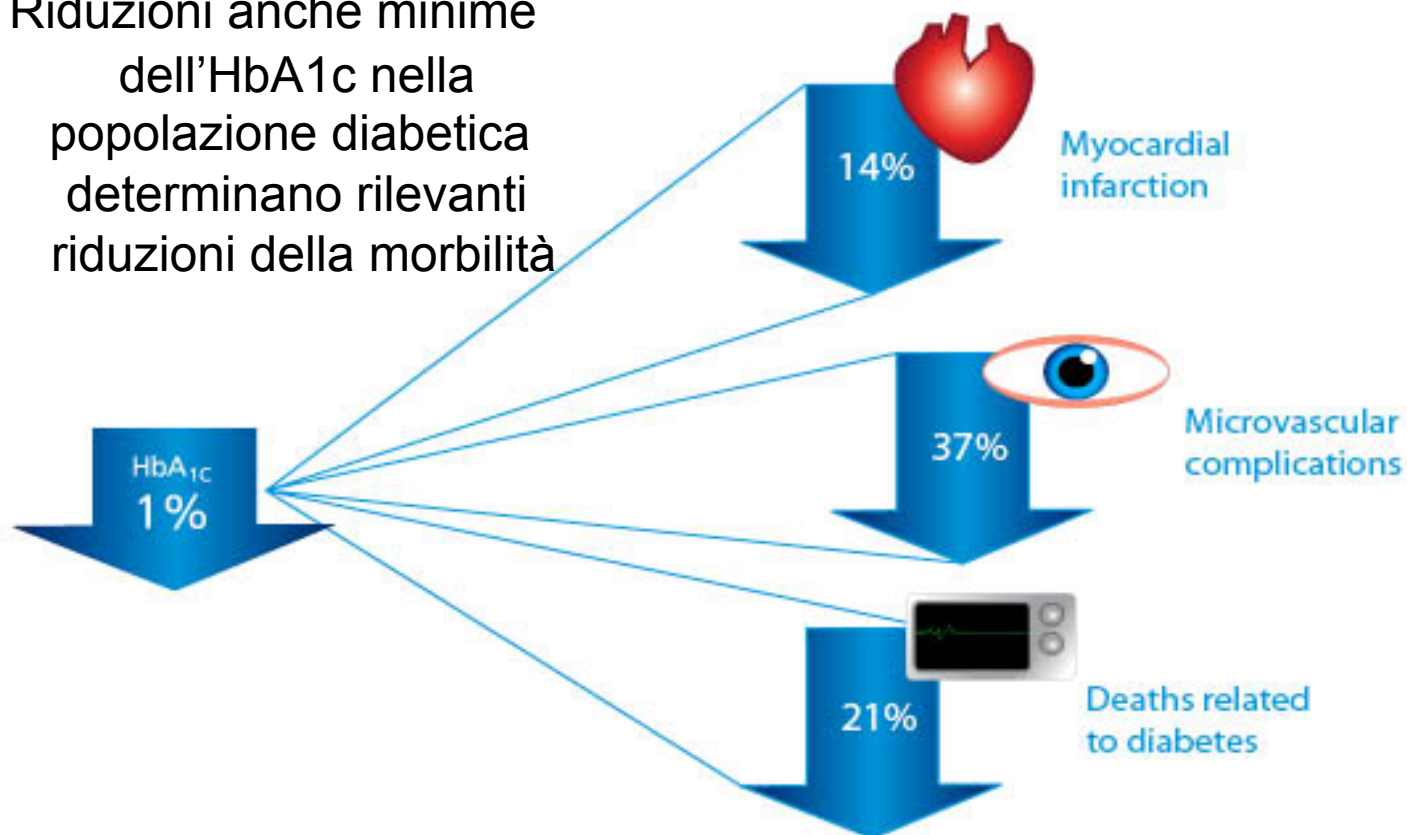 Riduzioni anche minime
dell'HbA1c nella
popolazione diabetica
determinano rilevanti
riduzioni della morbilità
14%
Myocardial
infarction
37%
Microvascular
complications
HbA1C
1%
21%
Deaths related
to diabetes